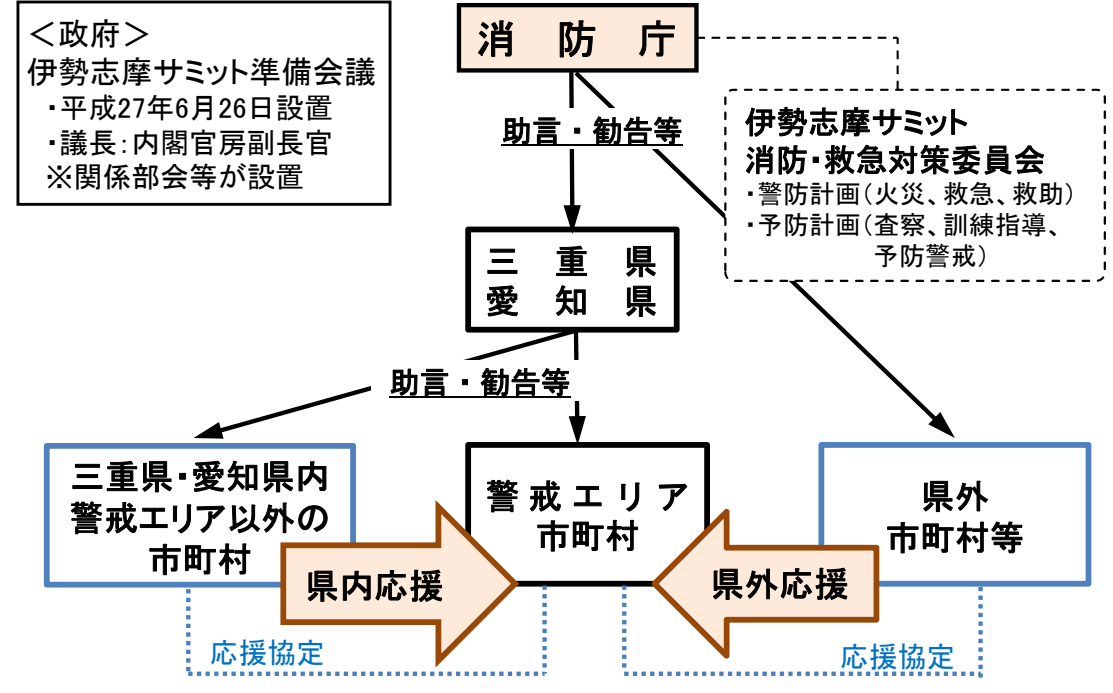 ＜政府＞
伊勢志摩サミット準備会議
・平成27年6月26日設置
・議長：内閣官房副長官
※関係部会等が設置
消 防 庁
助言・勧告等
伊勢志摩サミット
消防・救急対策委員会
・警防計画（火災、救急、救助）
・予防計画（査察、訓練指導、
予防警戒）
三 重 県
愛 知 県
助言・勧告等
三重県・愛知県内
警戒エリア以外の
市町村
警戒エリア
市町村
県外
市町村等
県内応援
県外応援
応援協定
応援協定